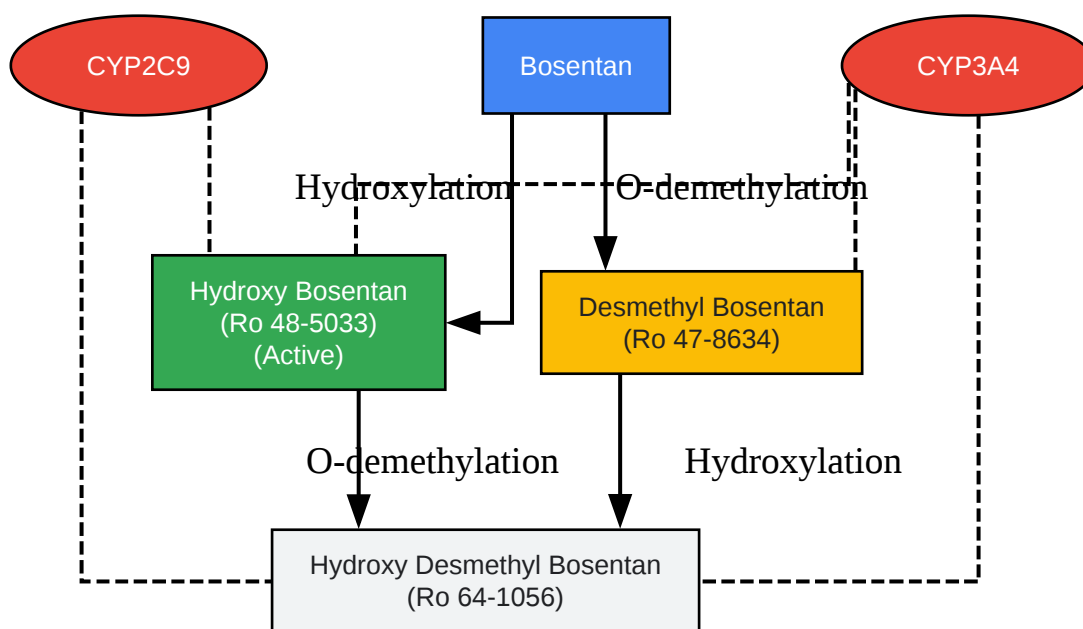 CYP2C9
Bosentan
CYP3A4
Hydroxylation
O-demethylation
Hydroxy Bosentan
(Ro 48-5033)
(Active)
Desmethyl Bosentan
(Ro 47-8634)
O-demethylation
Hydroxylation
Hydroxy Desmethyl Bosentan
(Ro 64-1056)